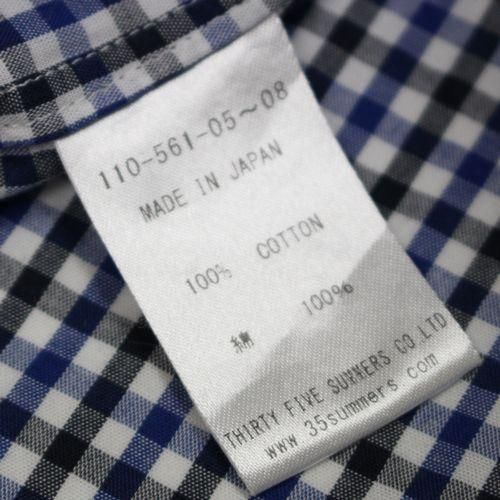 110-561-05～08
MADE IN JAPAN
100% COTTON
綿 100%
THIRTY FIVE SUMMERS CO LTD
www 35summers com